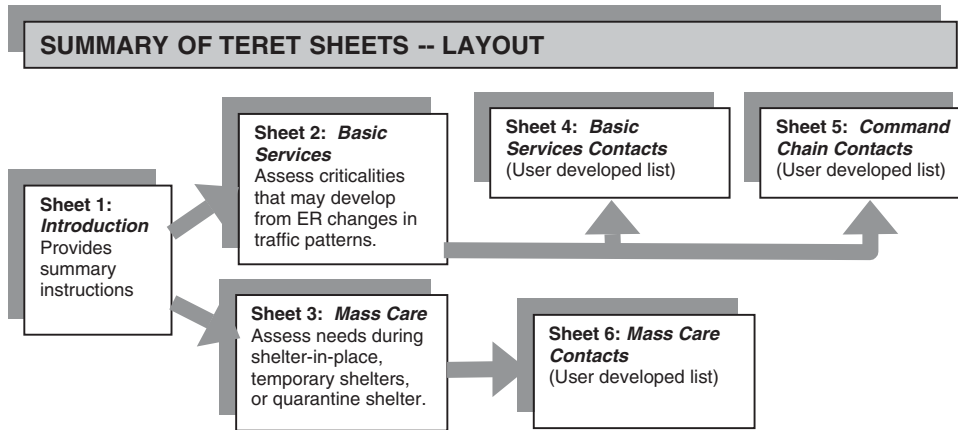 SUMMARY OF TERET SHEETS -- LAYOUT
Sheet 1:
Introduction
Provides
summary
instructions
Sheet 2: Basic
Services
Assess criticalities
that may develop
from ER changes in
traffic patterns.
Sheet 4: Basic
Services Contacts
(User developed list)
Sheet 5: Command
Chain Contacts
(User developed list)
Sheet 3: Mass Care
Assess needs during
shelter-in-place,
temporary shelters,
or quarantine shelter.
Sheet 6: Mass Care
Contacts
(User developed list)